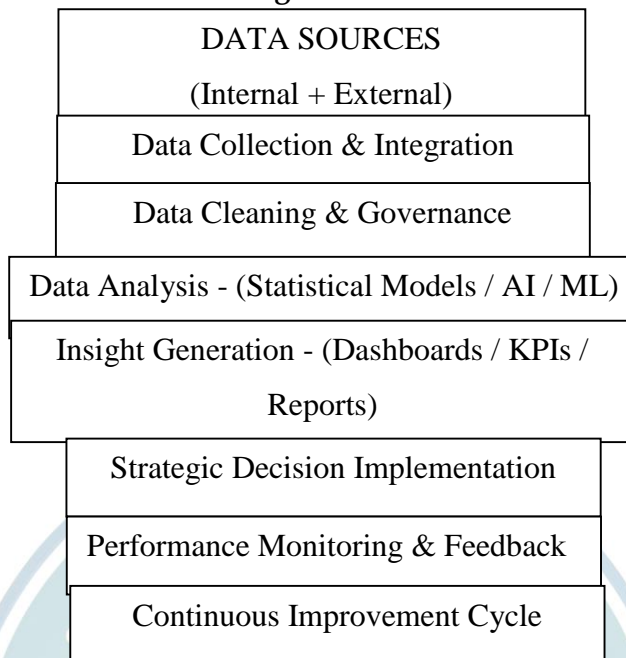 DATA SOURCES
(Internal + External)
Data Collection & Integration
Data Cleaning & Governance
Data Analysis - (Statistical Models / AI / ML)
Insight Generation - (Dashboards / KPIs /
Reports)
Strategic Decision Implementation
Performance Monitoring & Feedback
Continuous Improvement Cycle